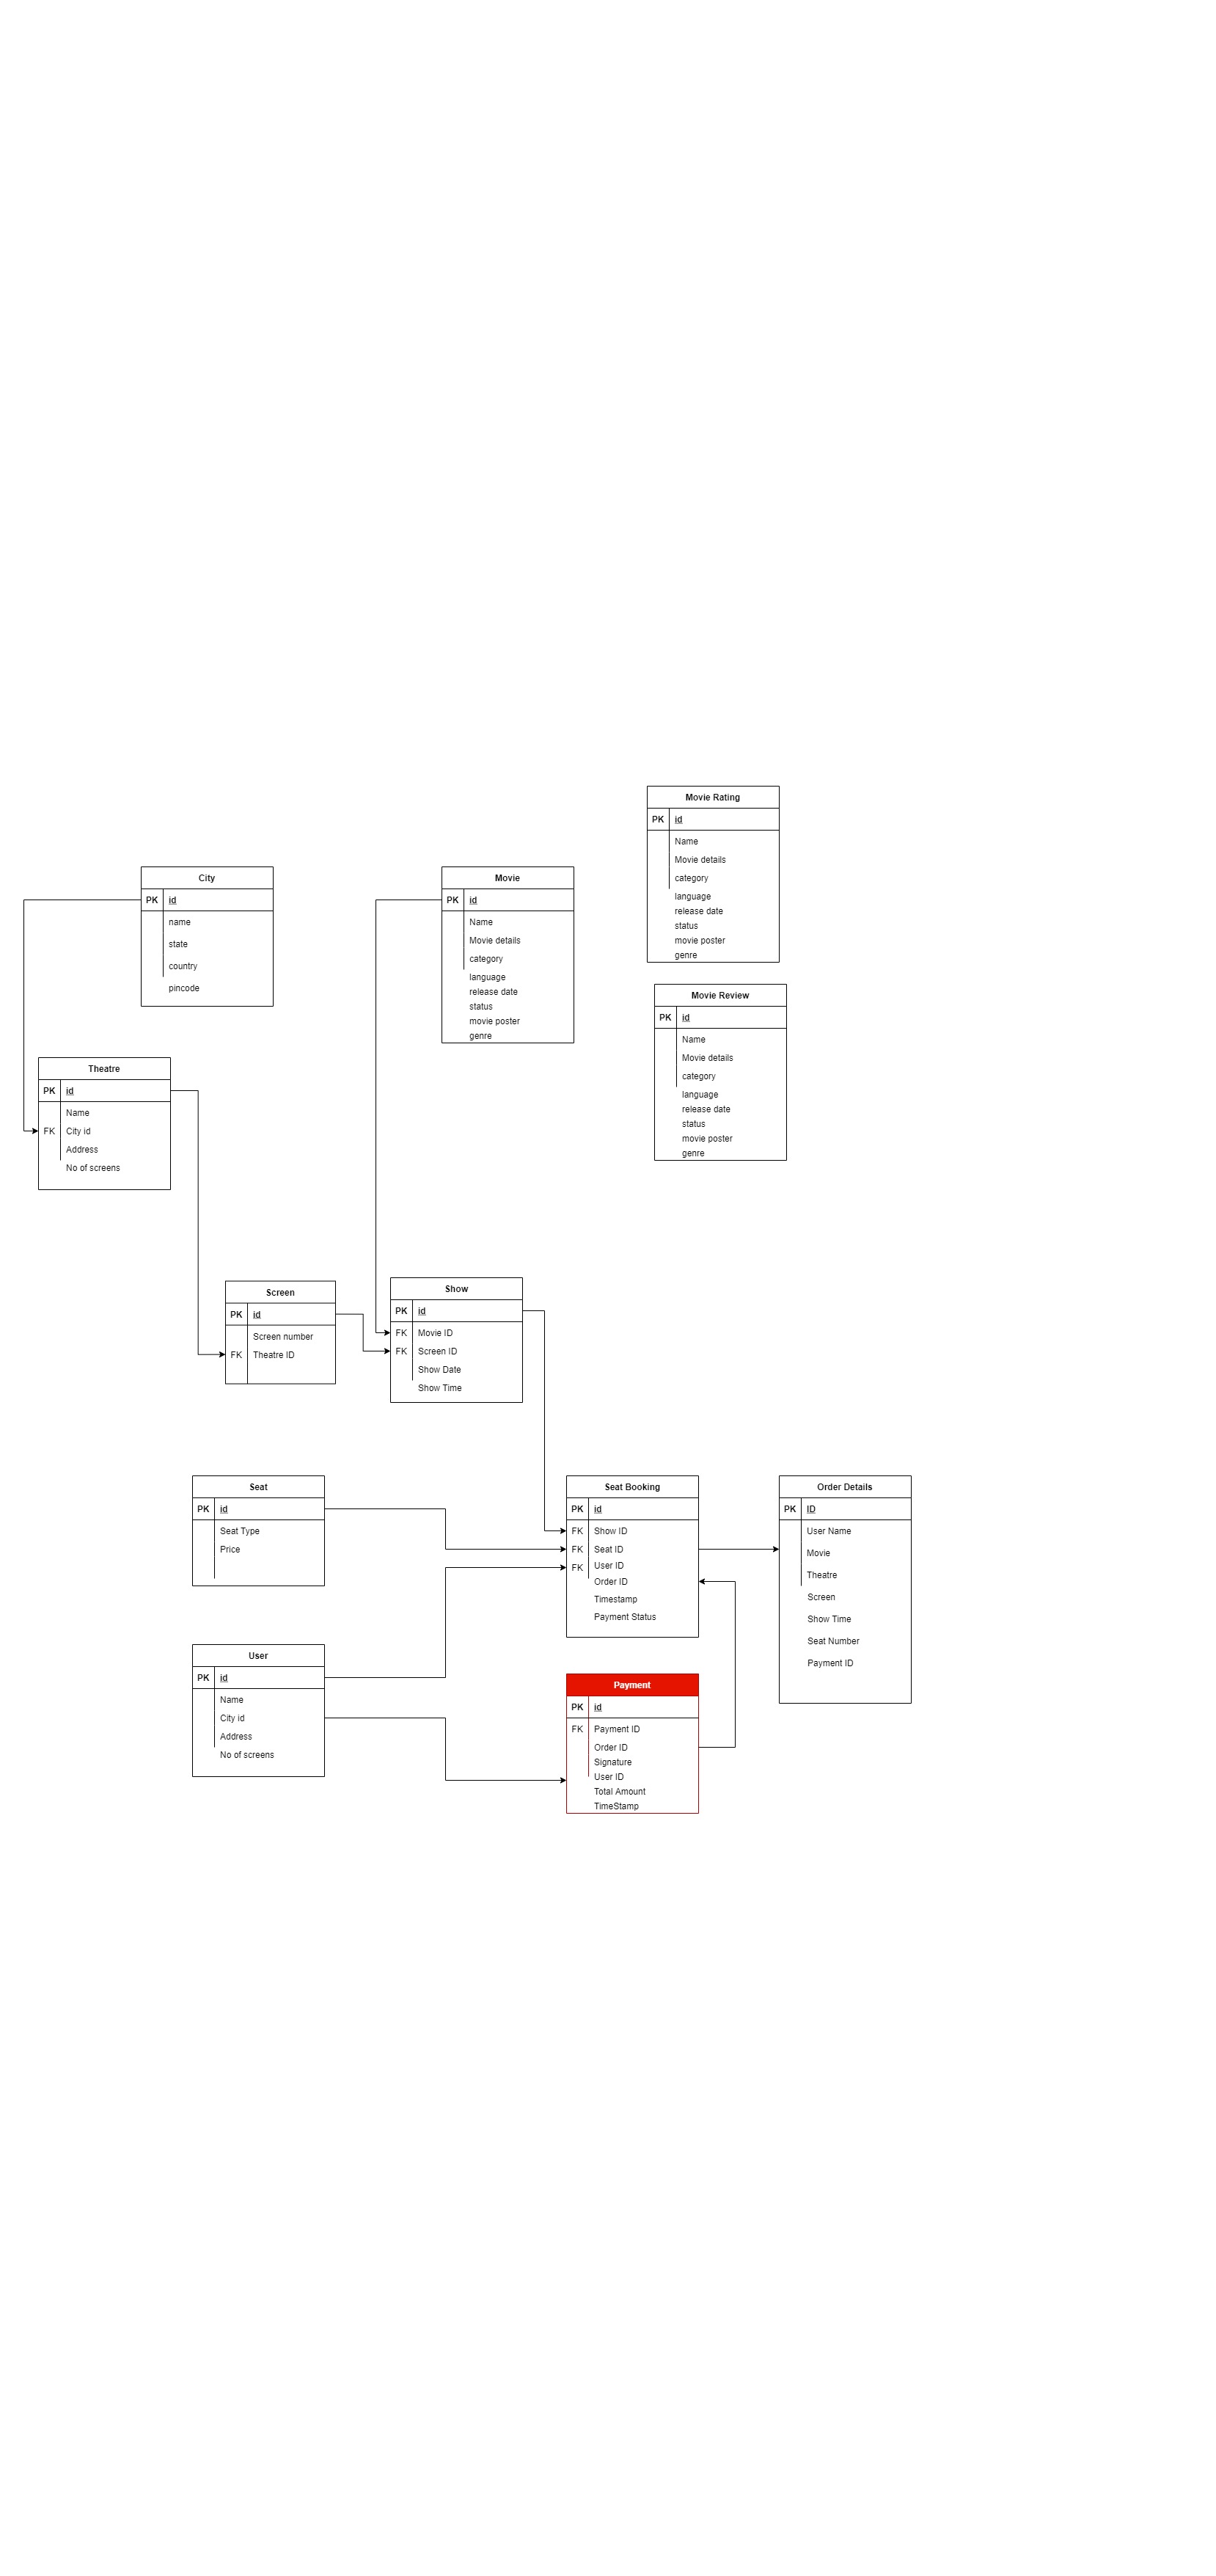 Movie Rating
PK id
Name
Movie details
category
language
release date
status
movie poster
genre
City
PK id
name
state
country
pincode
Movie
PK id
Name
Movie details
category
language
release date
status
movie poster
genre
Movie Review
PK id
Name
Movie details
category
language
release date
status
movie poster
genre
Theatre
PK id
Name
FK City id
Address
No of screens
Screen
PK id
Screen number
FK Theatre ID
Show
PK id
FK Movie ID
FK Screen ID
Show Date
Show Time
Seat
PK id
Seat Type
Price
Seat Booking
PK id
FK Show ID
FK Seat ID
FK User ID
Order ID
Timestamp
Payment Status
Order Details
PK ID
User Name
Movie
Theatre
Screen
Show Time
Seat Number
Payment ID
User
PK id
Name
City id
Address
No of screens
Payment
PK id
FK Payment ID
Order ID
Signature
User ID
Total Amount
TimeStamp